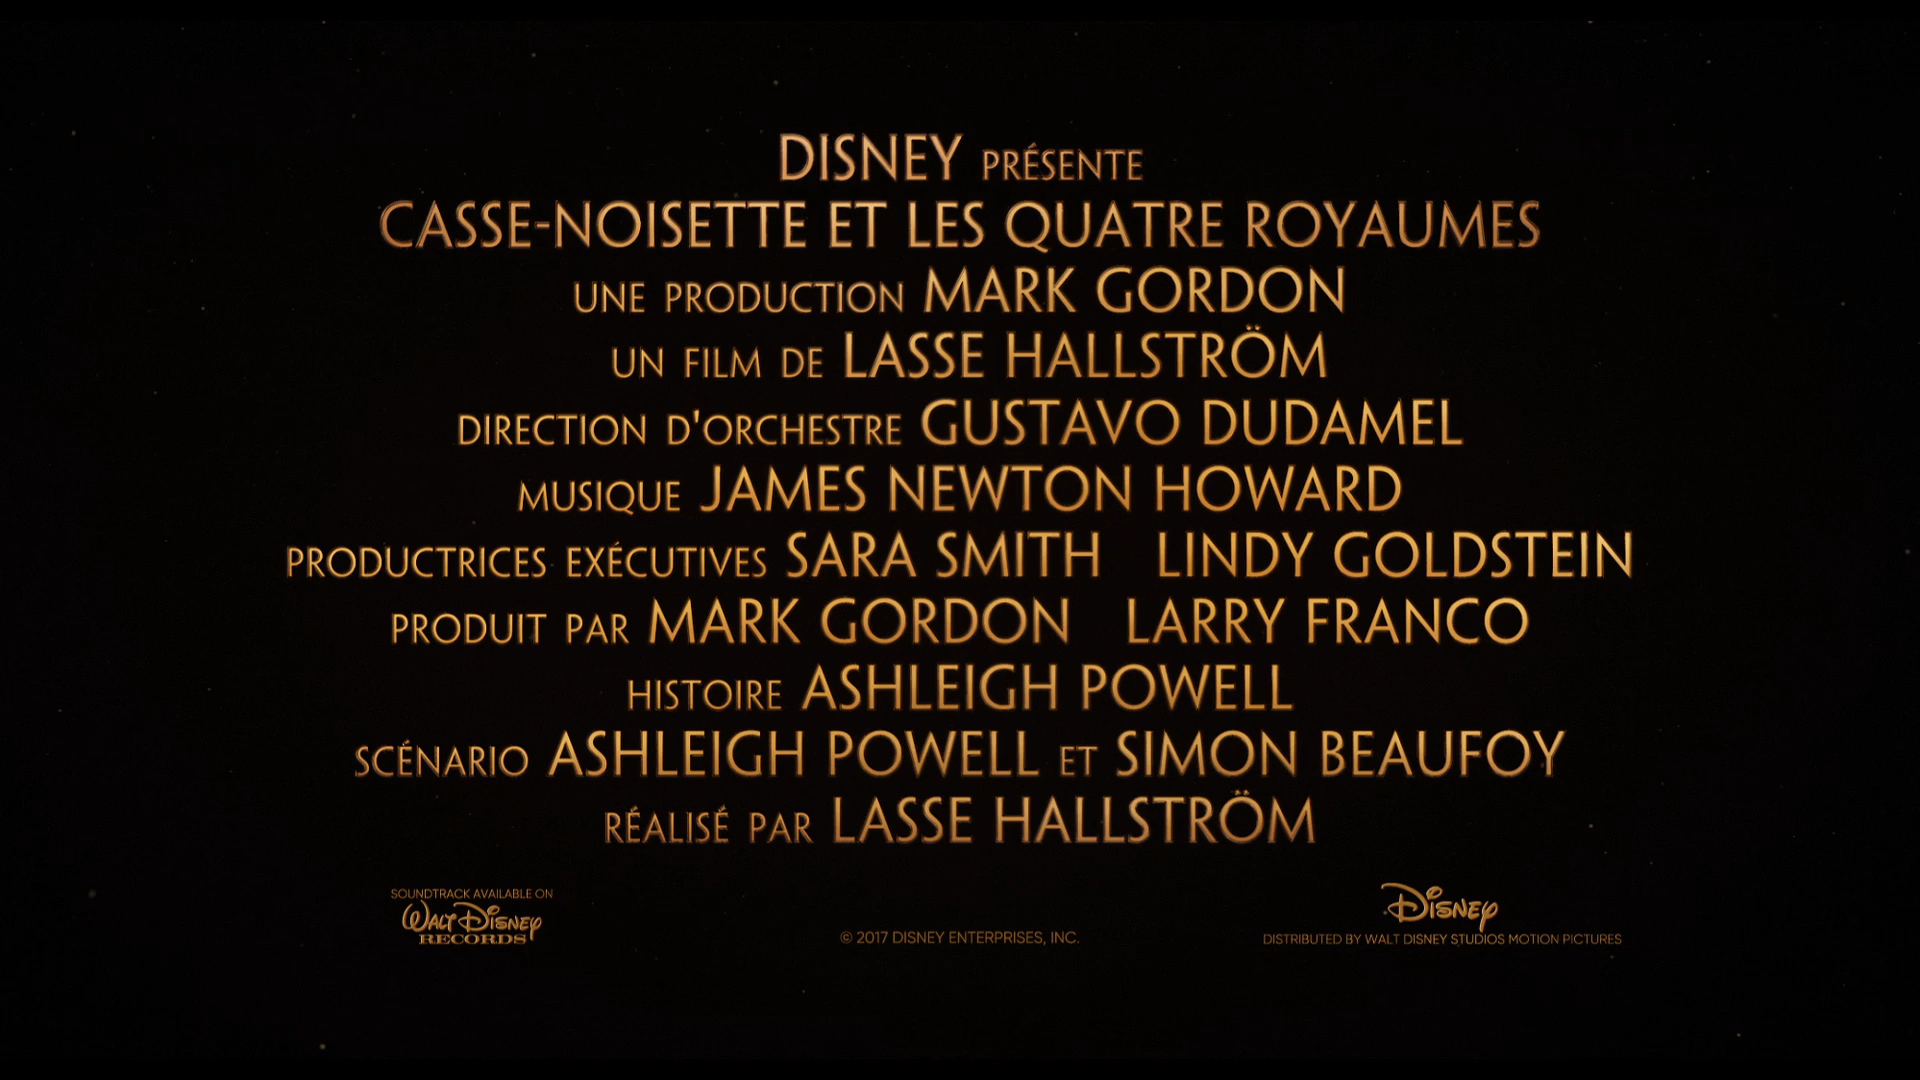 DISNEY PRÉSENTE
CASSE-NOISETTE ET LES QUATRE ROYAUMES
UNE PRODUCTION MARK GORDON
UN FILM DE LASSE HALLSTRÖM
DIRECTION D'ORCHESTRE GUSTAVO DUDAMEL
MUSIQUE JAMES NEWTON HOWARD
PRODUCTRICES EXÉCUTIVES SARA SMITH LINDY GOLDSTEIN
PRODUIT PAR MARK GORDON LARRY FRANCO
HISTOIRE ASHLEIGH POWELL
SCÉNARIO ASHLEIGH POWELL ET SIMON BEAUFOY
RÉALISÉ PAR LASSE HALLSTRÖM
SOUNDTRACK AVAILABLE ON
WALT DISNEY
RECORDS
© 2017 DISNEY ENTERPRISES, INC.
DISNEY
DISTRIBUTED BY WALT DISNEY STUDIOS MOTION PICTURES